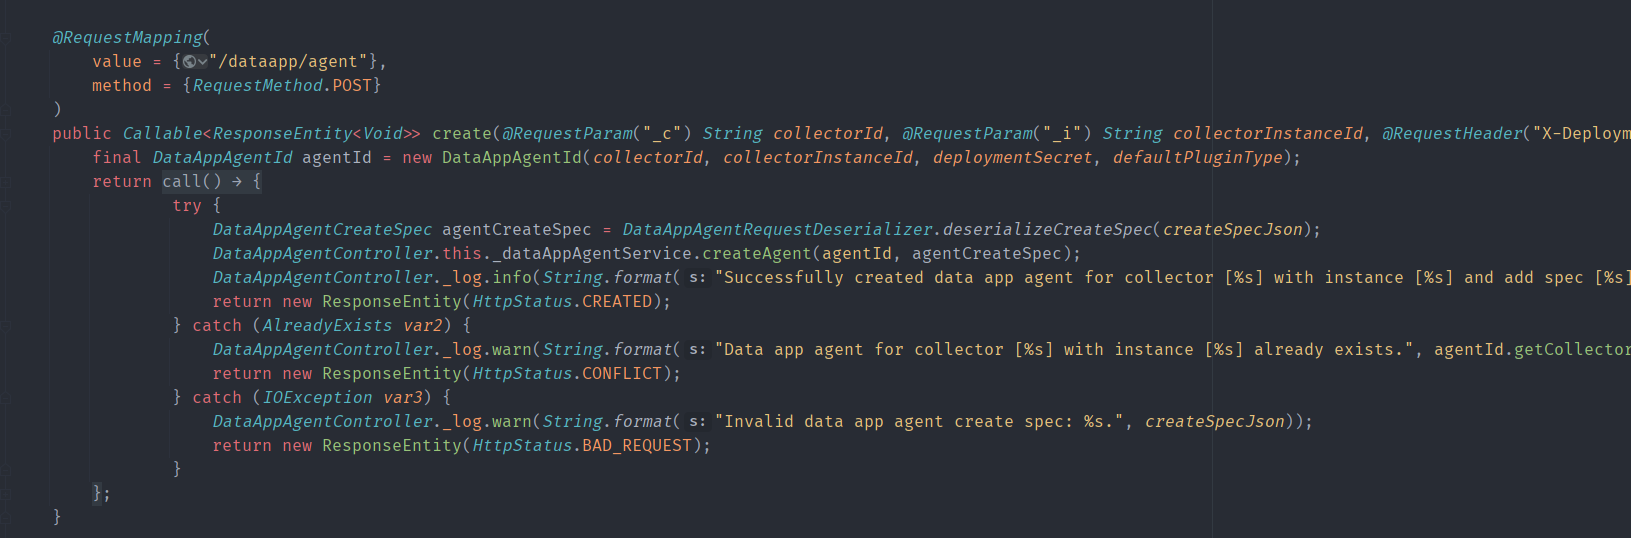 @RequestMapping(
value = {"/dataapp/agent"},
method = {RequestMethod.POST}
)
public Callable<ResponseEntity<Void>> create(@RequestParam("_c") String collectorId, @RequestParam("_i") String collectorInstanceId, @RequestHeader("X-Deploym
final DataAppAgentId agentId = new DataAppAgentId(collectorId, collectorInstanceId, deploymentSecret, defaultPluginType);
return call() → {
try {
DataAppAgentCreateSpec agentCreateSpec = DataAppAgentRequestDeserializer.deserializeCreateSpec(createSpecJson);
DataAppAgentController.this._dataAppAgentService.createAgent(agentId, agentCreateSpec);
DataAppAgentController._log.info(String.format( s: "Successfully created data app agent for collector [%s] with instance [%s] and add spec [%s]
return new ResponseEntity(HttpStatus.CREATED);
} catch (AlreadyExists var2) {
DataAppAgentController._log.warn(String.format( s: "Data app agent for collector [%s] with instance [%s] already exists.", agentId.getCollector
return new ResponseEntity(HttpStatus.CONFLICT);
} catch (IOException var3) {
DataAppAgentController._log.warn(String.format( s: "Invalid data app agent create spec: %s.", createSpecJson));
return new ResponseEntity(HttpStatus.BAD_REQUEST);
}
};
}